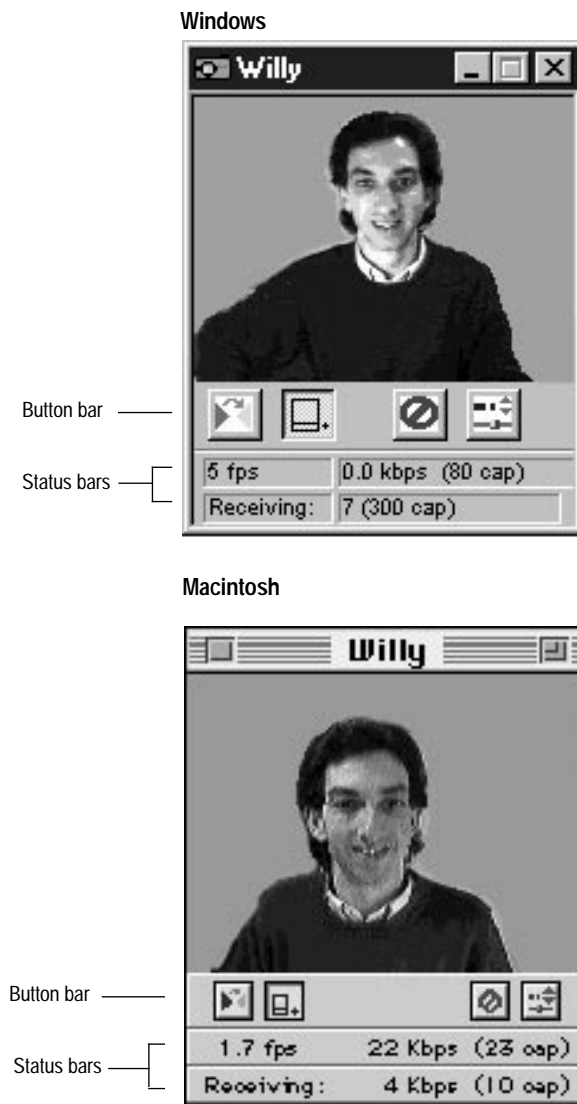 Windows
Willy
Button bar
Status bars
5 fps 0.0 kbps (80 cap)
Receiving: 7 (300 cap)
Macintosh
Willy
Button bar
Status bars
1.7 fps 22 Kbps (23 cap)
Receiving: 4 Kbps (10 cap)